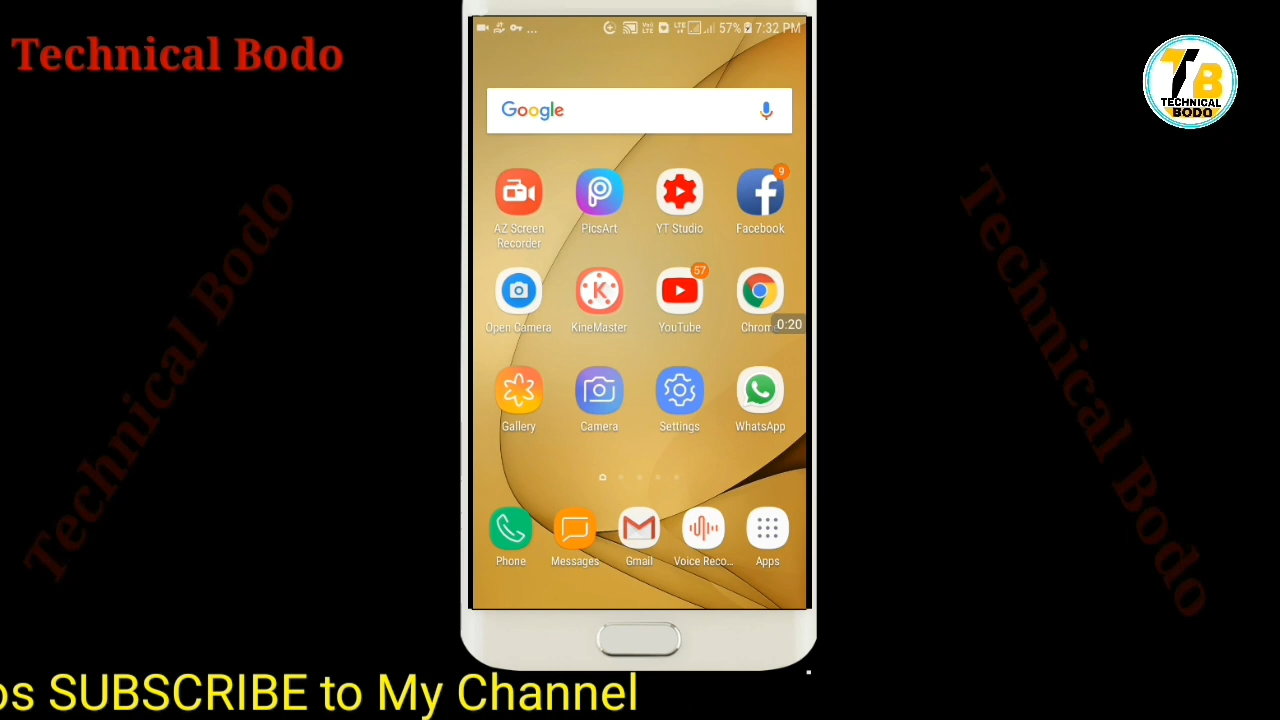 Technical Bodo
TB
TECHNICAL
BODO
... 57% 7:32 PM
Google
9
AZ Screen
Recorder
PicsArt
YT Studio
Facebook
57
Open Camera
KineMaster
YouTube
Chrom
0:20
Gallery
Camera
Settings
WhatsApp
Phone
Messages
Gmail
Voice Reco...
Apps
Technical Bodo
Technical Bodo
os SUBSCRIBE to My Channel